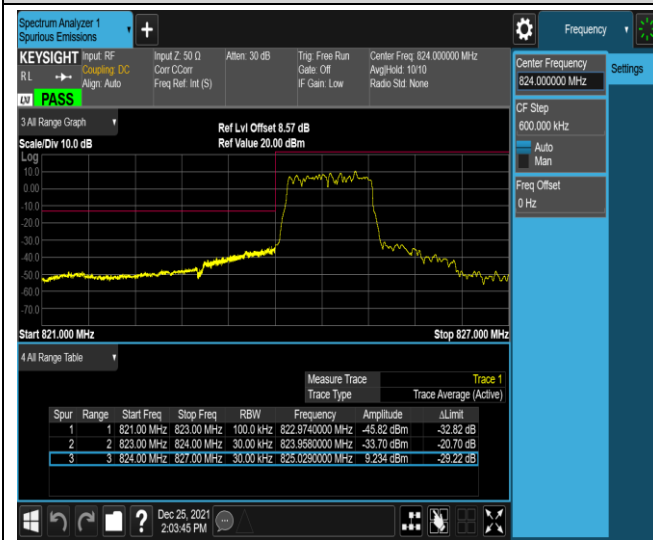 Spectrum Analyzer 1
Spurious Emissions
Frequency
KEYSIGHT
R L
LXI
PASS
Input: RF
Coupling: DC
Align: Auto
Input Z: 50 Ω
Corr CCorr
Freq Ref: Int (S)
Atten: 30 dB
Trig: Free Run
Gate: Off
IF Gain: Low
Center Freq: 824.000000 MHz
Avg|Hold: 10/10
Radio Std: None
Center Frequency
824.000000 MHz
Settings
CF Step
600.000 kHz
Auto
Man
Freq Offset
0 Hz
3 All Range Graph
Scale/Div 10.0 dB
Ref Lvl Offset 8.57 dB
Ref Value 20.00 dBm
Log
10.0
0.00
-10.0
-20.0
-30.0
-40.0
-50.0
-60.0
-70.0
Start 821.000 MHz
Stop 827.000 MHz
4 All Range Table
Measure Trace Trace 1
Trace Type Trace Average (Active)
Spur Range Start Freq Stop Freq RBW Frequency Amplitude ΔLimit
1 1 821.00 MHz 823.00 MHz 100.0 kHz 822.9740000 MHz -45.82 dBm -32.82 dB
2 2 823.00 MHz 824.00 MHz 30.00 kHz 823.9580000 MHz -33.70 dBm -20.70 dB
3 3 824.00 MHz 827.00 MHz 30.00 kHz 825.0290000 MHz 9.234 dBm -29.22 dB
Dec 25, 2021
2:03:45 PM